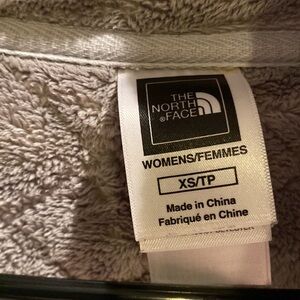 THE
NORTH
FACE
®
WOMENS/FEMMES
XS/TP
Made in China
Fabriqué en Chine